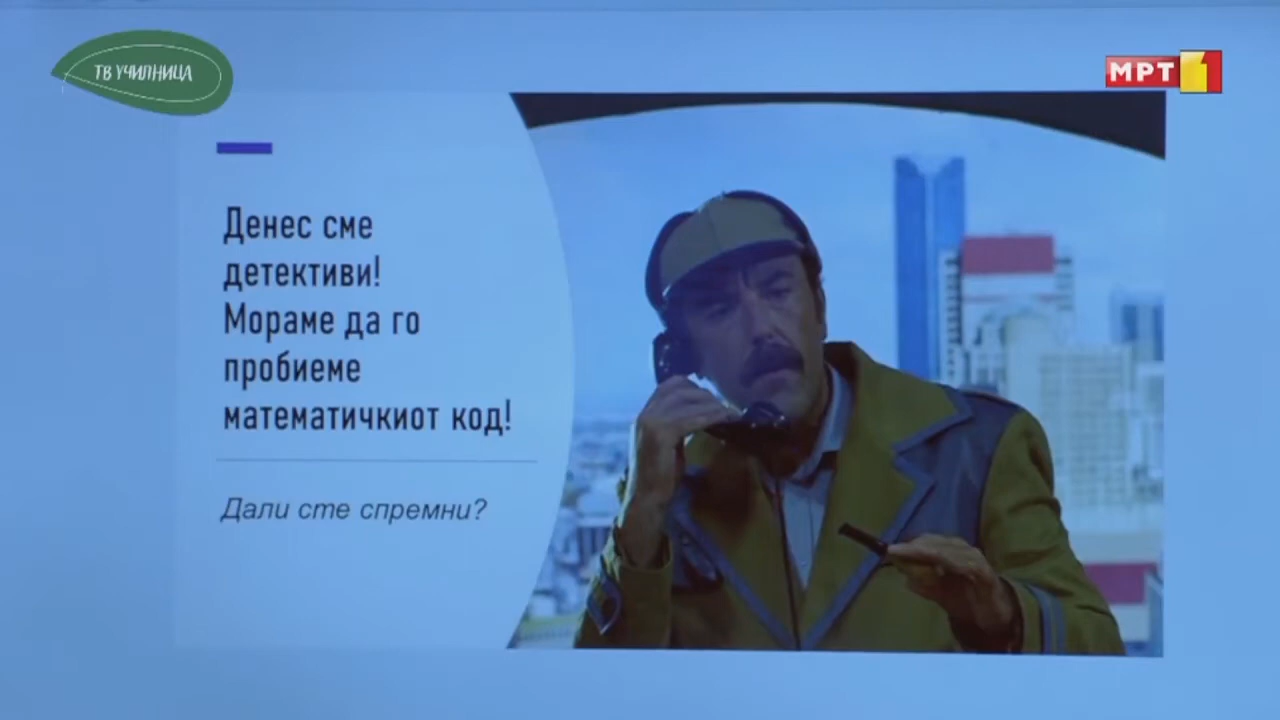 ТВ УЧИЛНИЦА
МРТ 1
Денес сме
детективи!
Мораме да го
пробиеме
математичкиот код!
Дали сте спремни?